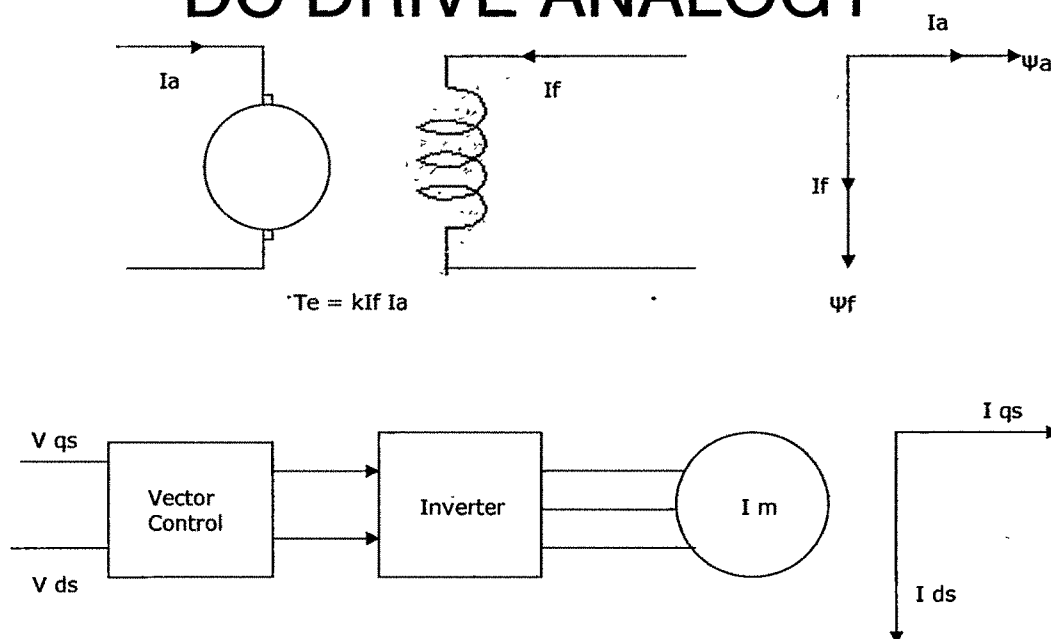 DC DRIVE ANALOGY
Ia
Ia
If
Ψa
If
Te = kIf Ia
Ψf
I qs
V qs
Vector
Control
Inverter
I m
V ds
I ds